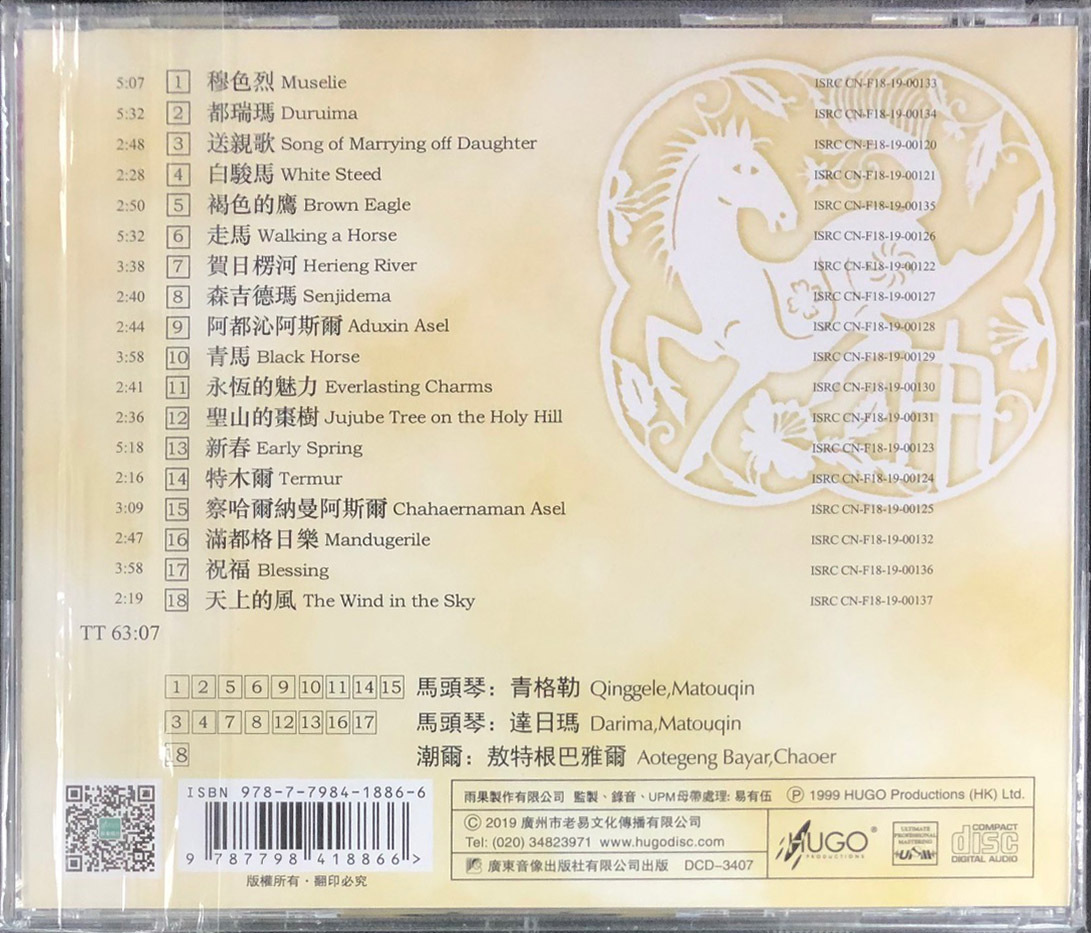 5:07 1 穆色烈 Muselie ISRC CN-F18-19-00133
5:32 2 都瑞瑪 Duruima ISRC CN-F18-19-00134
2:48 3 送親歌 Song of Marrying off Daughter ISRC CN-F18-19-00120
2:28 4 白駿馬 White Steed ISRC CN-F18-19-00121
2:50 5 褐色的鷹 Brown Eagle ISRC CN-F18-19-00135
5:32 6 走馬 Walking a Horse ISRC CN-F18-19-00126
3:38 7 賀日楞河 Herieng River ISRC CN-F18-19-00122
2:40 8 森吉德瑪 Senjidema ISRC CN-F18-19-00127
2:44 9 阿都沁阿斯爾 Aduxin Asel ISRC CN-F18-19-00128
3:58 10 青馬 Black Horse ISRC CN-F18-19-00129
2:41 11 永恆的魅力 Everlasting Charms ISRC CN-F18-19-00130
2:36 12 聖山的棗樹 Jujube Tree on the Holy Hill ISRC CN-F18-19-00131
5:18 13 新春 Early Spring ISRC CN-F18-19-00123
2:16 14 特木爾 Termur ISRC CN-F18-19-00124
3:09 15 察哈爾納曼阿斯爾 Chahaernaman Asel ISRC CN-F18-19-00125
2:47 16 滿都格日樂 Mandugerile ISRC CN-F18-19-00132
3:58 17 祝福 Blessing ISRC CN-F18-19-00136
2:19 18 天上的風 The Wind in the Sky ISRC CN-F18-19-00137
TT 63:07
1 2 5 6 9 10 11 14 15 馬頭琴：青格勒 Qinggele,Matouqin
3 4 7 8 12 13 16 17 馬頭琴：達日瑪 Darima,Matouqin
18 潮爾：敖特根巴雅爾 Aotegeng Bayar,Chaoer
ISBN 978-7-7984-1886-6
9 787798 418866 >
版權所有·翻印必究
雨果製作有限公司 監製、錄音、UPM母帶處理: 易有伍 Ⓟ 1999 HUGO Productions (HK) Ltd.
© 2019 廣州市老易文化傳播有限公司
Tel: (020) 34823971 www.hugodisc.com
廣東音像出版社有限公司出版 DCD-3407
HUGO®
PRODUCTIONS
ULTIMATE
PROFESSIONAL
MASTERING
UPM
COMPACT
disc
DIGITAL AUDIO